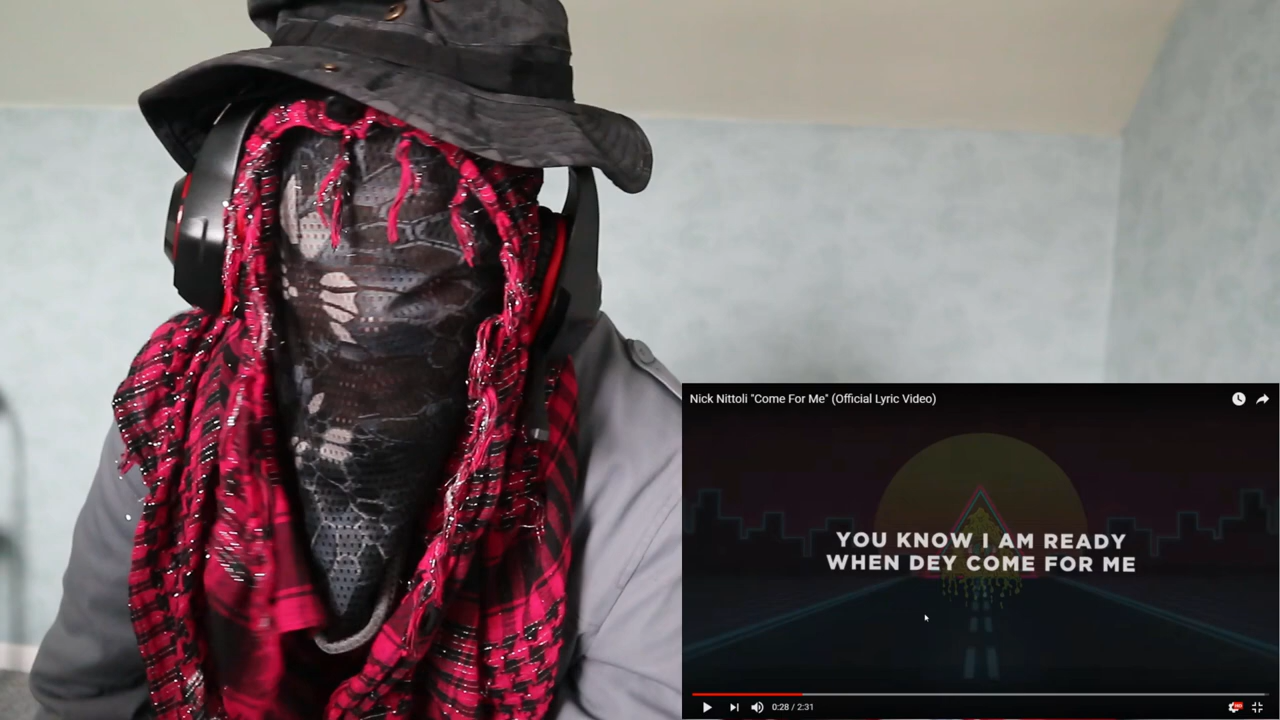 Nick Nittoli "Come For Me" (Official Lyric Video)
YOU KNOW I AM READY
WHEN DEY COME FOR ME
0:28 / 2:31